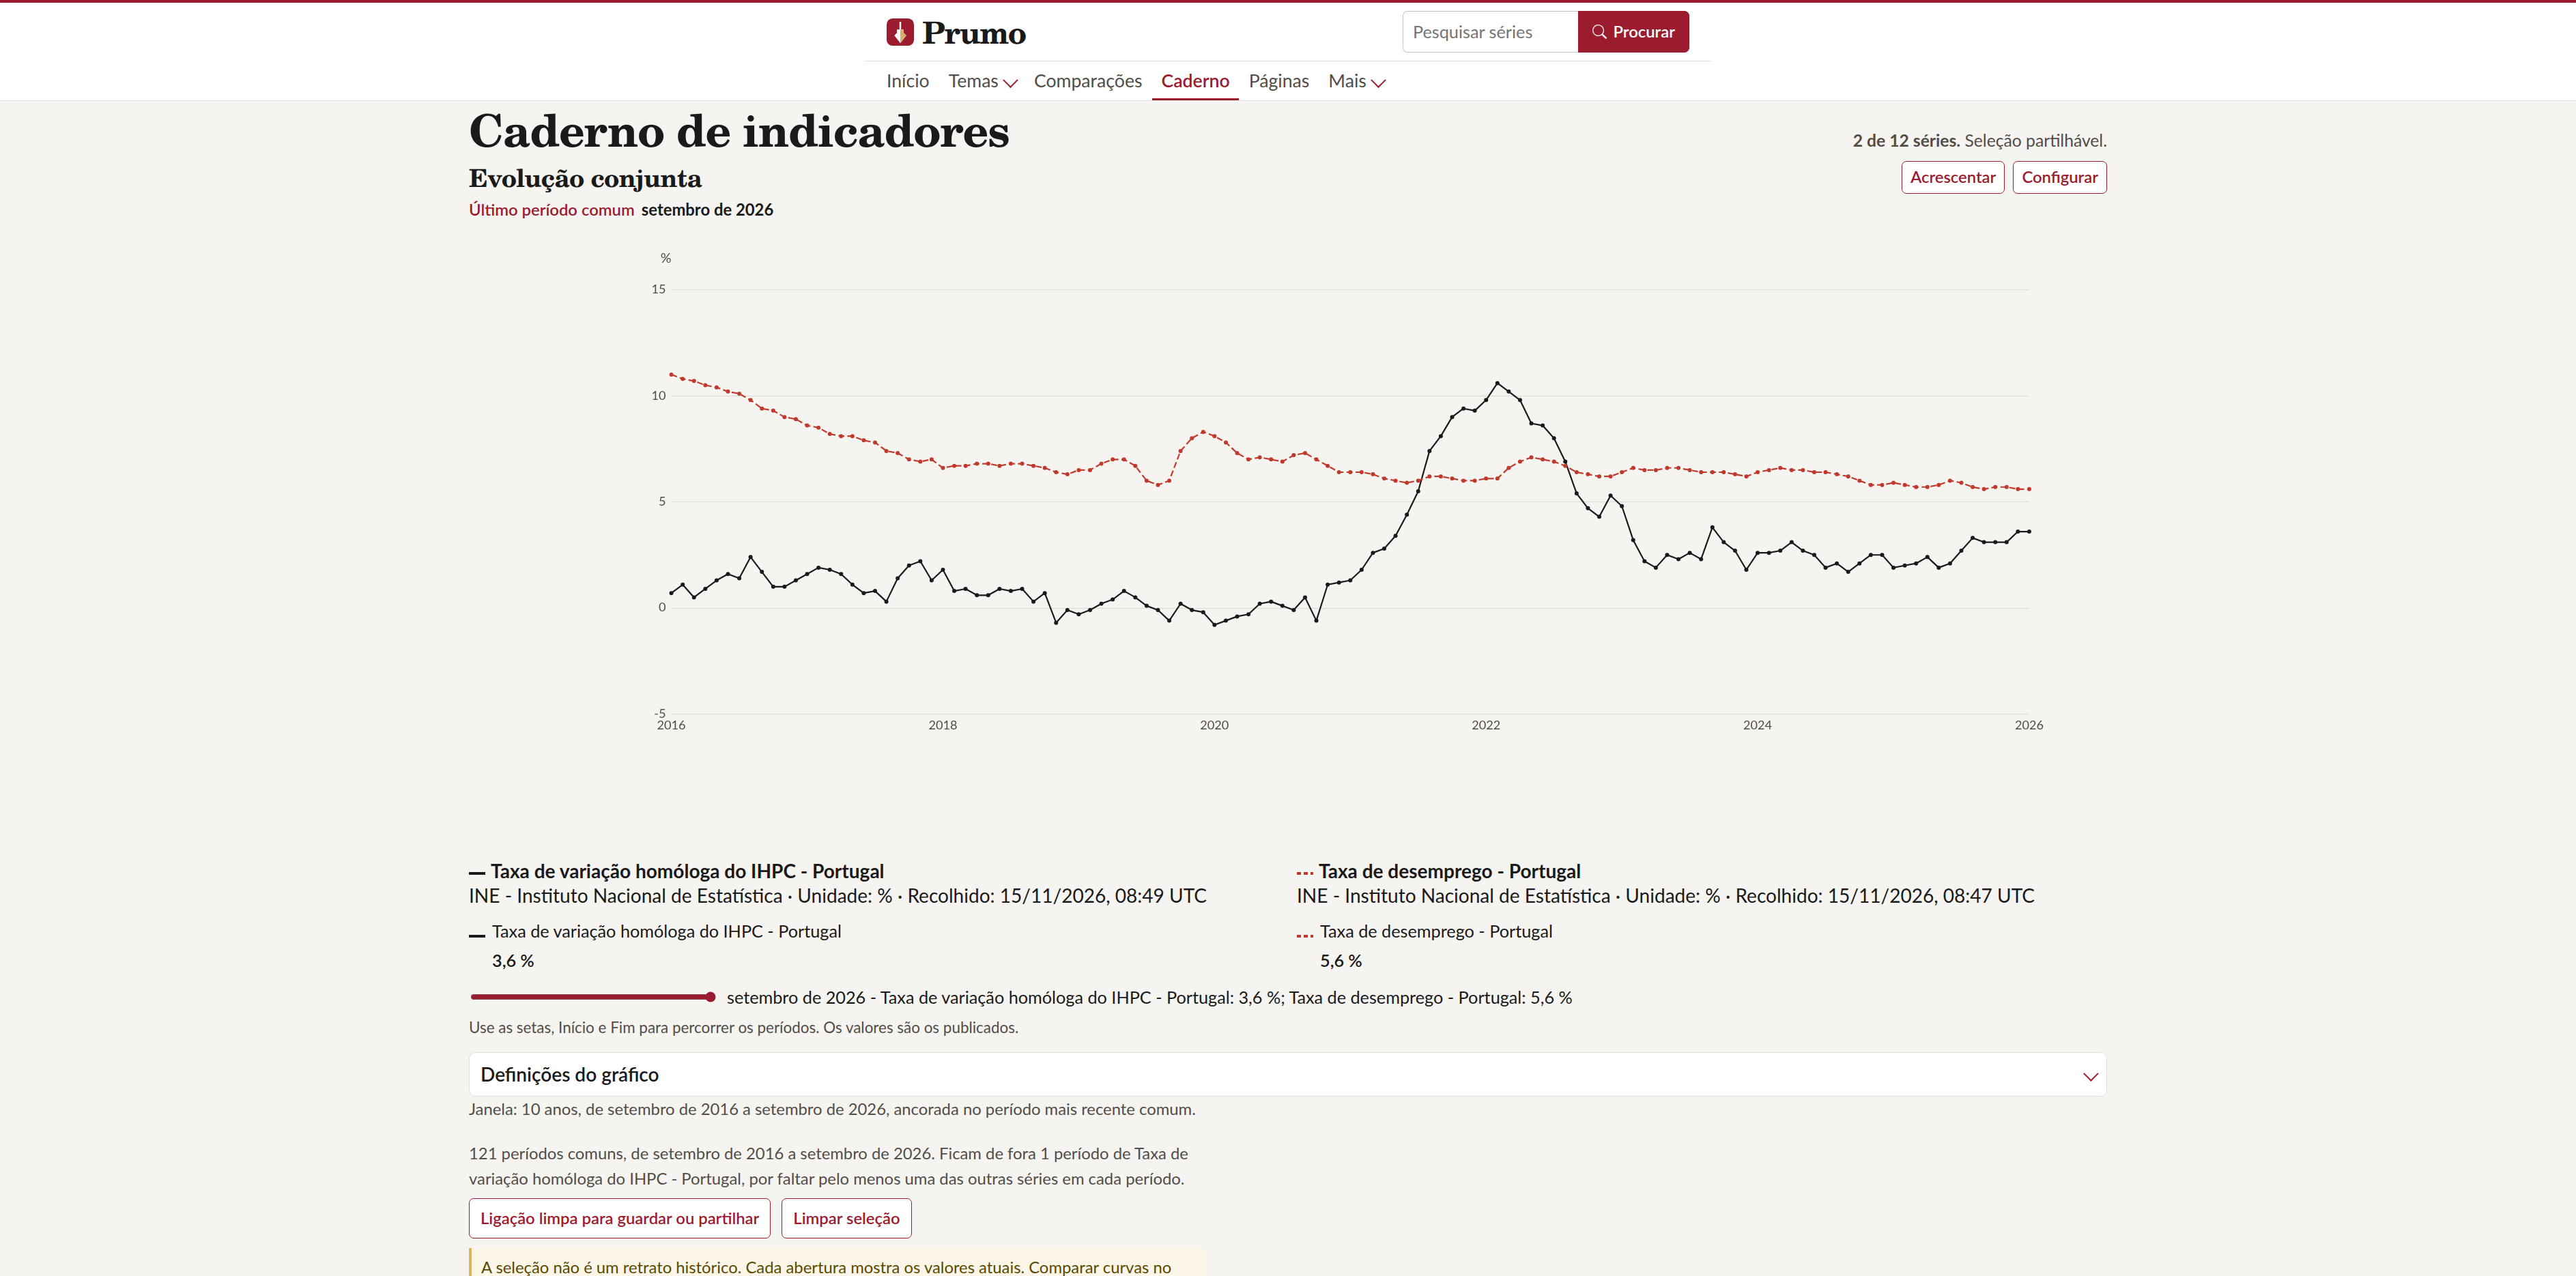 Prumo
Pesquisar séries
Procurar
Início Temas Comparações Caderno Páginas Mais
Caderno de indicadores
2 de 12 séries. Seleção partilhável.
Evolução conjunta
Acrescentar Configurar
Último período comum setembro de 2026
%
15
10
5
0
-5
2016 2018 2020 2022 2024 2026
Taxa de variação homóloga do IHPC - Portugal
INE - Instituto Nacional de Estatística · Unidade: % · Recolhido: 15/11/2026, 08:49 UTC
Taxa de variação homóloga do IHPC - Portugal
3,6 %
Taxa de desemprego - Portugal
INE - Instituto Nacional de Estatística · Unidade: % · Recolhido: 15/11/2026, 08:47 UTC
Taxa de desemprego - Portugal
5,6 %
setembro de 2026 - Taxa de variação homóloga do IHPC - Portugal: 3,6 %; Taxa de desemprego - Portugal: 5,6 %
Use as setas, Início e Fim para percorrer os períodos. Os valores são os publicados.
Definições do gráfico
Janela: 10 anos, de setembro de 2016 a setembro de 2026, ancorada no período mais recente comum.
121 períodos comuns, de setembro de 2016 a setembro de 2026. Ficam de fora 1 período de Taxa de
variação homóloga do IHPC - Portugal, por faltar pelo menos uma das outras séries em cada período.
Ligação limpa para guardar ou partilhar Limpar seleção
A seleção não é um retrato histórico. Cada abertura mostra os valores atuais. Comparar curvas no